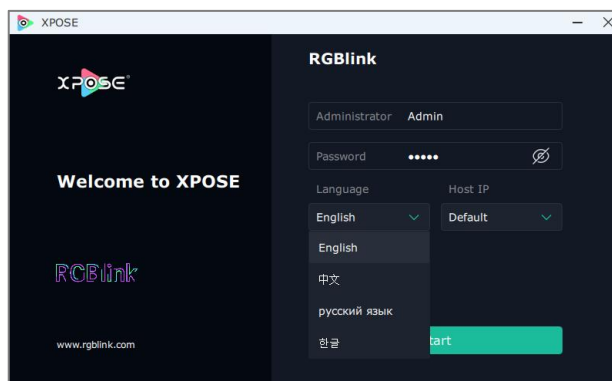 XPOSE
XPOSE
Welcome to XPOSE
RGBlink
www.rgblink.com
RGBlink
Administrator Admin
Password •••••
Language Host IP
English Default
English
中文
русский язык
한글
tart